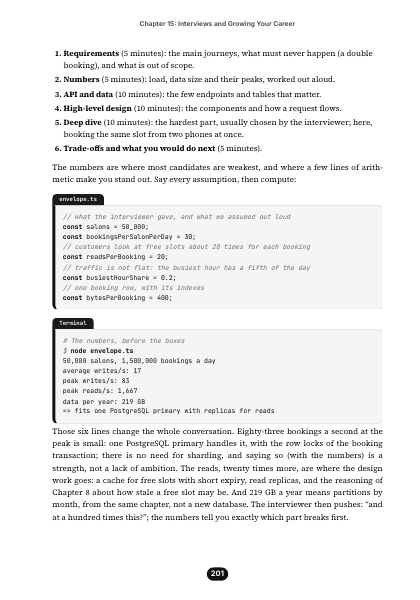 Chapter 15: Interviews and Growing Your Career
1. Requirements (5 minutes): the main journeys, what must never happen (a double
booking), and what is out of scope.
2. Numbers (5 minutes): load, data size and their peaks, worked out aloud.
3. API and data (10 minutes): the few endpoints and tables that matter.
4. High-level design (10 minutes): the components and how a request flows.
5. Deep dive (10 minutes): the hardest part, usually chosen by the interviewer; here,
booking the same slot from two phones at once.
6. Trade-offs and what you would do next (5 minutes).
The numbers are where most candidates are weakest, and where a few lines of arith-
metic make you stand out. Say every assumption, then compute:
envelope.ts
// what the interviewer gave, and what we assumed out loud
const salons = 50_000;
const bookingsPerSalonPerDay = 30;
// customers look at free slots about 20 times for each booking
const readsPerBooking = 20;
// traffic is not flat: the busiest hour has a fifth of the day
const busiestHourShare = 0.2;
// one booking row, with its indexes
const bytesPerBooking = 400;
Terminal
# The numbers, before the boxes
$ node envelope.ts
50,000 salons, 1,500,000 bookings a day
average writes/s: 17
peak writes/s: 83
peak reads/s: 1,667
data per year: 219 GB
=> fits one PostgreSQL primary with replicas for reads
Those six lines change the whole conversation. Eighty-three bookings a second at the
peak is small: one PostgreSQL primary handles it, with the row locks of the booking
transaction; there is no need for sharding, and saying so (with the numbers) is a
strength, not a lack of ambition. The reads, twenty times more, are where the design
work goes: a cache for free slots with short expiry, read replicas, and the reasoning of
Chapter 8 about how stale a free slot may be. And 219 GB a year means partitions by
month, from the same chapter, not a new database. The interviewer then pushes: “and
at a hundred times this?”; the numbers tell you exactly which part breaks first.
201